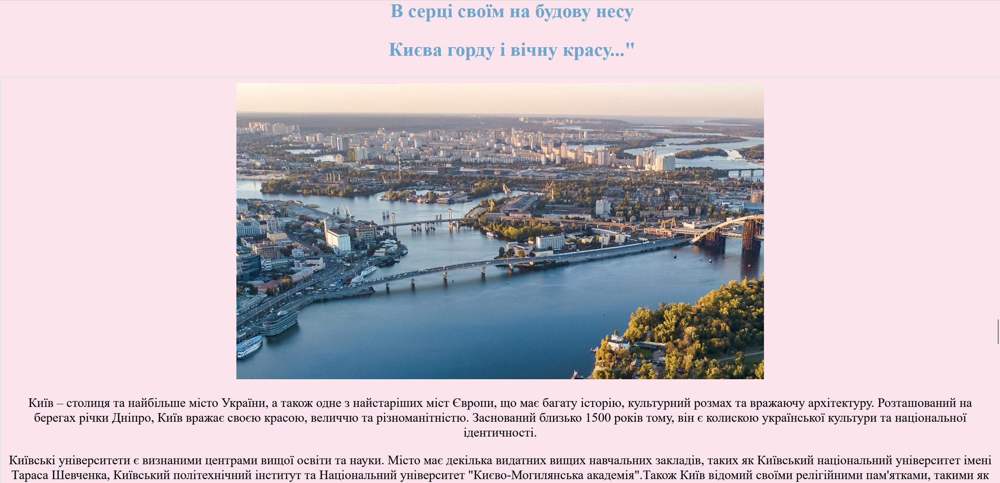 В серці своїм на будову несу
Києва горду і вічну красу..."
Київ – столиця та найбільше місто України, а також одне з найстаріших міст Європи, що має багату історію, культурний розмах та вражаючу архітектуру. Розташований на
берегах річки Дніпро, Київ вражає своєю красою, величчю та різноманітністю. Заснований близько 1500 років тому, він є колискою української культури та національної
ідентичності.
Київські університети є визнаними центрами вищої освіти та науки. Місто має декілька видатних вищих навчальних закладів, таких як Київський національний університет імені
Тараса Шевченка, Київський політехнічний інститут та Національний університет "Києво-Могилянська академія".Також Київ відомий своїми релігійними пам'ятками, такими як